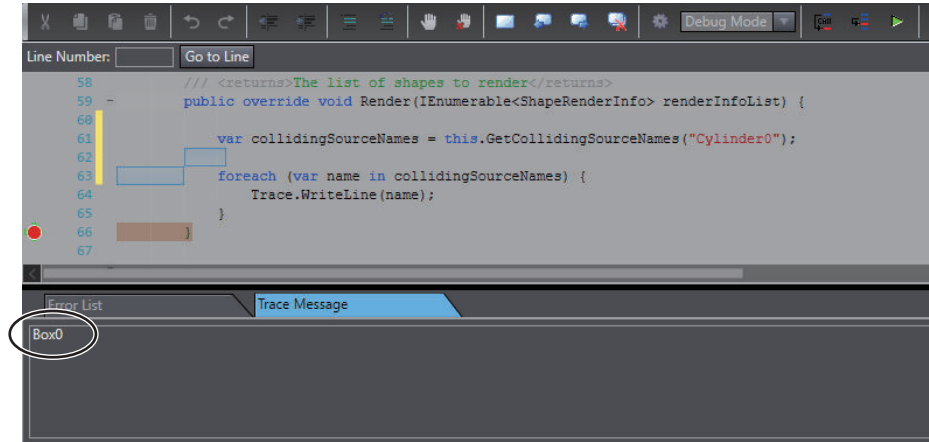 Debug Mode
Line Number: Go to Line
58 /// <returns>The list of shapes to render</returns>
59 - public override void Render(IEnumerable<ShapeRenderInfo> renderInfoList) {
60
61 var collidingSourceNames = this.GetCollidingSourceNames("Cylinder0");
62
63 foreach (var name in collidingSourceNames) {
64 Trace.WriteLine(name);
65 }
66 }
67
Error List Trace Message
Box0